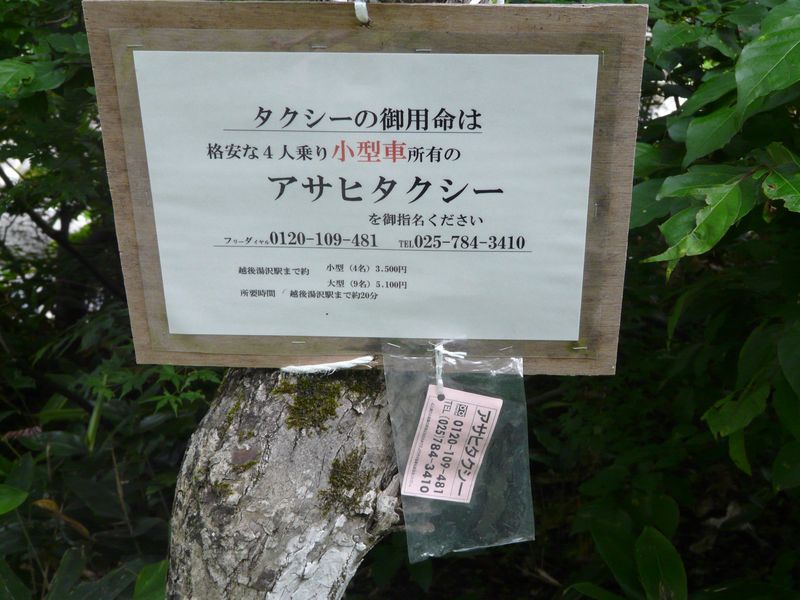 タクシーの御用命は
格安な4人乗り小型車所有の
アサヒタクシー
を御指名ください
フリーダイヤル0120-109-481 TEL025-784-3410
越後湯沢駅まで約 小型（4名）3.500円
大型（9名）5.100円
所要時間 / 越後湯沢駅まで約20分
アサヒタクシー
0120-109-481
TEL(025)784-3410